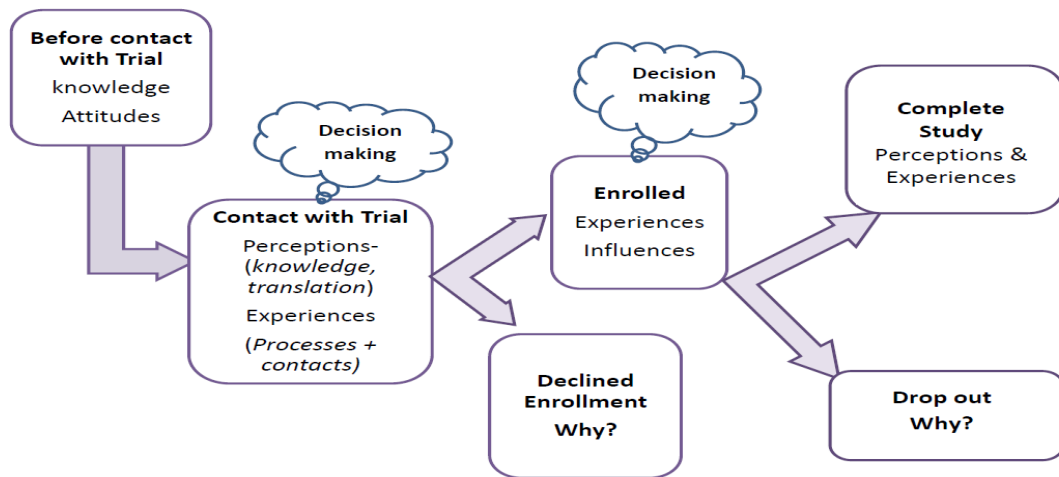 Before contact
with Trial
knowledge
Attitudes
Decision
making
Contact with Trial
Perceptions-
(knowledge,
translation)
Experiences
(Processes +
contacts)
Decision
making
Enrolled
Experiences
Influences
Declined
Enrollment
Why?
Complete
Study
Perceptions &
Experiences
Drop out
Why?